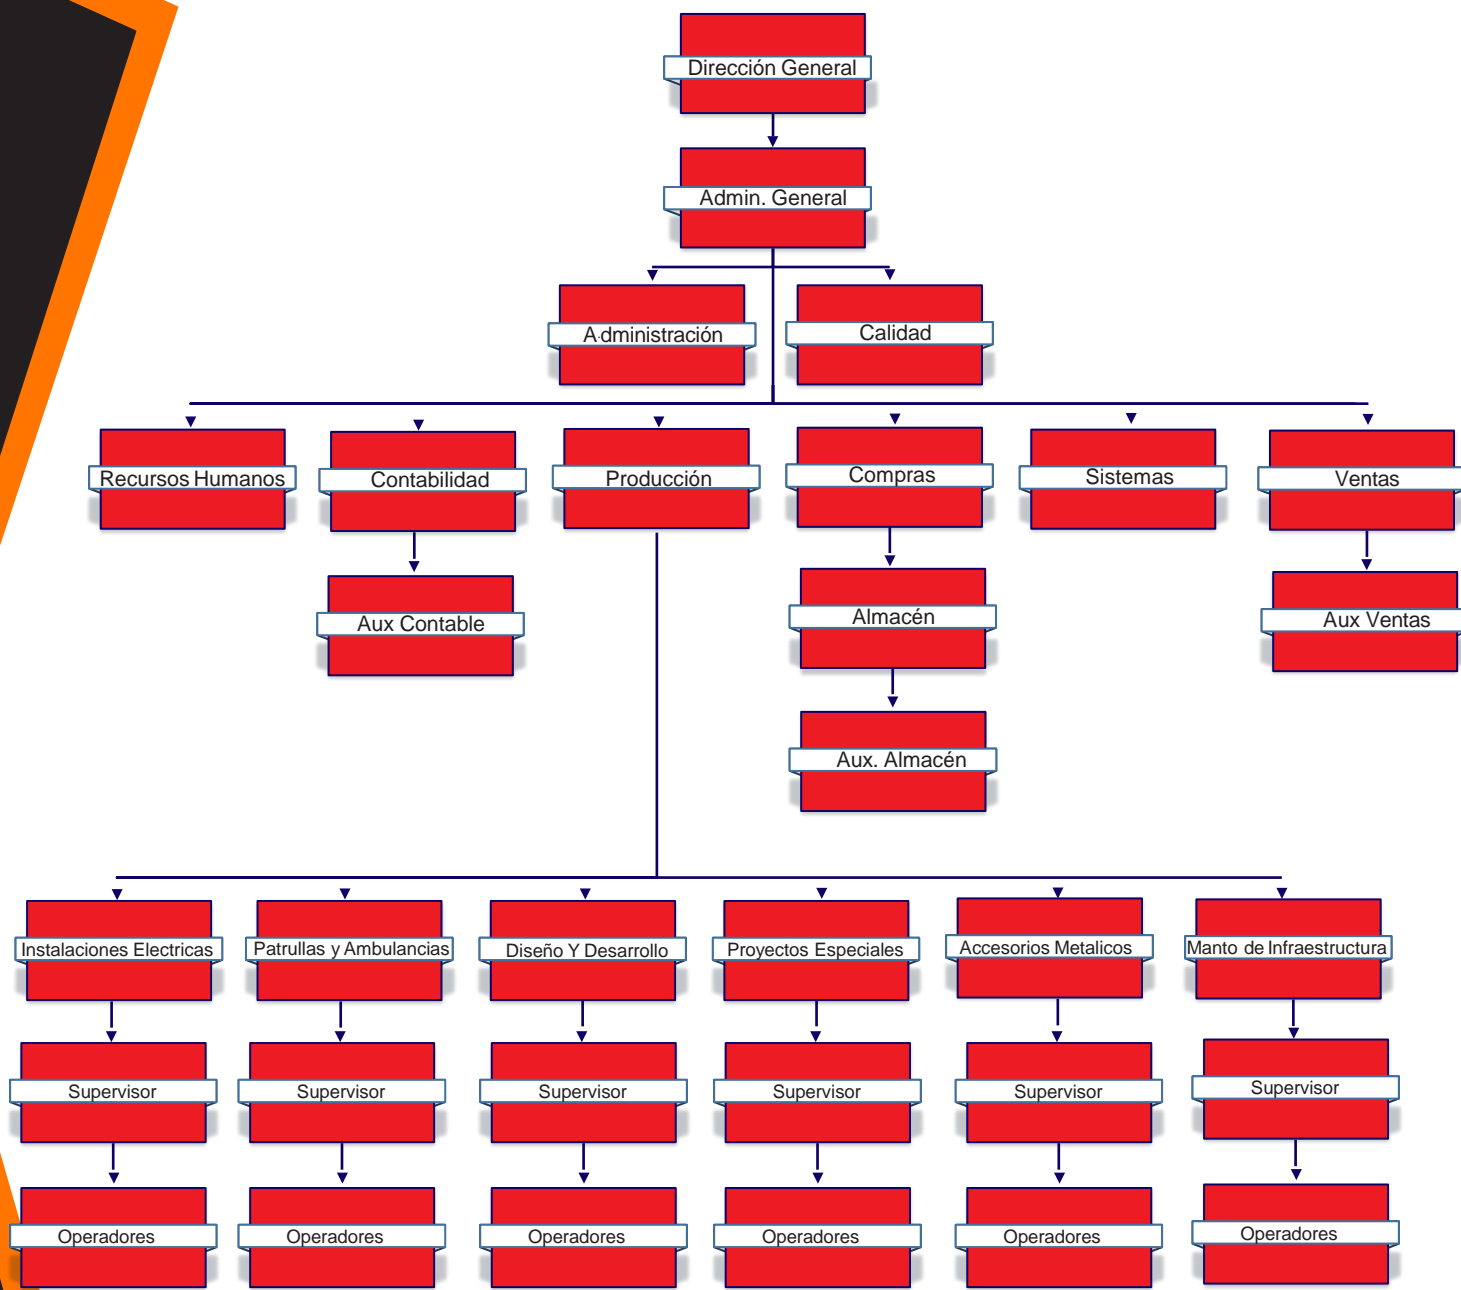 Dirección General
Admin. General
Administración
Calidad
Recursos Humanos
Contabilidad
Producción
Compras
Sistemas
Ventas
Aux Contable
Almacén
Aux Ventas
Aux. Almacén
Instalaciones Electricas
Patrullas y Ambulancias
Diseño Y Desarrollo
Proyectos Especiales
Accesorios Metalicos
Manto de Infraestructura
Supervisor
Supervisor
Supervisor
Supervisor
Supervisor
Supervisor
Operadores
Operadores
Operadores
Operadores
Operadores
Operadores